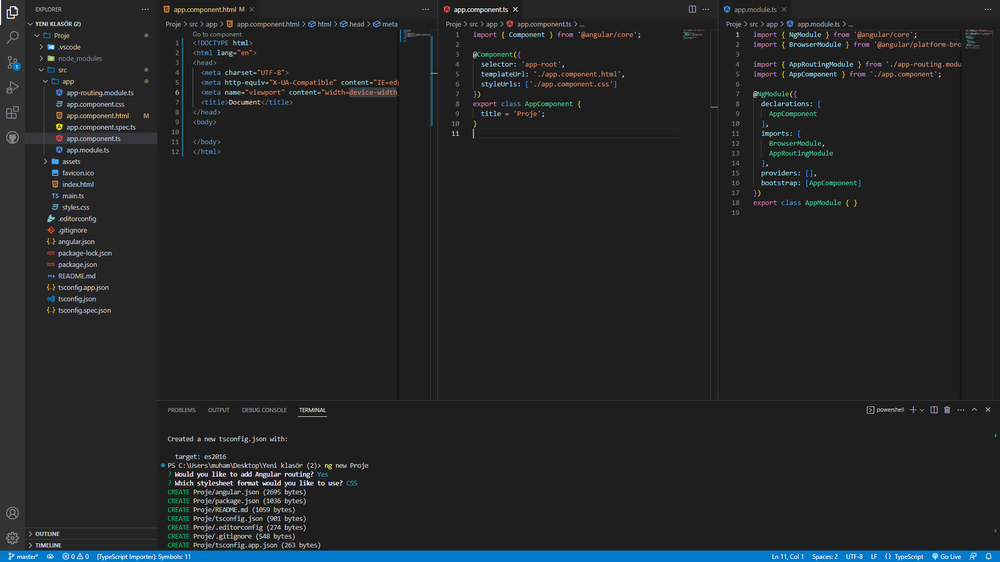 EXPLORER
YENI KLASÖR (2)
Proje
.vscode
node_modules
src
app
app-routing.module.ts
app.component.css
app.component.html M
app.component.spec.ts
app.component.ts
app.module.ts
assets
favicon.ico
index.html
TS main.ts
styles.css
.editorconfig
.gitignore
{..} angular.json
package-lock.json
package.json
README.md
{..} tsconfig.app.json
tsconfig.json
{..} tsconfig.spec.json
OUTLINE
TIMELINE
app.component.html M
Proje > src > app > app.component.html > html > head > meta
Go to component
1 <!DOCTYPE html>
2 <html lang="en">
3 <head>
4 <meta charset="UTF-8">
5 <meta http-equiv="X-UA-Compatible" content="IE=edg
6 <meta name="viewport" content="width=device-width
7 <title>Document</title>
8 </head>
9 <body>
10
11 </body>
12 </html>
app.component.ts
Proje > src > app > app.component.ts > ...
1 import { Component } from '@angular/core';
2
3 @Component({
4 selector: 'app-root',
5 templateUrl: './app.component.html',
6 styleUrls: ['./app.component.css']
7 })
8 export class AppComponent {
9 title = 'Proje';
10 }
11
app.module.ts
Proje > src > app > app.module.ts > ...
1 import { NgModule } from '@angular/core';
2 import { BrowserModule } from '@angular/platform-bro
3
4 import { AppRoutingModule } from './app-routing.modu
5 import { AppComponent } from './app.component';
6
7 @NgModule({
8 declarations: [
9 AppComponent
10 ],
11 imports: [
12 BrowserModule,
13 AppRoutingModule
14 ],
15 providers: [],
16 bootstrap: [AppComponent]
17 })
18 export class AppModule { }
19
PROBLEMS OUTPUT DEBUG CONSOLE TERMINAL
powershell
Created a new tsconfig.json with:
target: es2016
PS C:\Users\muham\Desktop\Yeni klasör (2)> ng new Proje
? Would you like to add Angular routing? Yes
? Which stylesheet format would you like to use? CSS
CREATE Proje/angular.json (2695 bytes)
CREATE Proje/package.json (1036 bytes)
CREATE Proje/README.md (1059 bytes)
CREATE Proje/tsconfig.json (901 bytes)
CREATE Proje/.editorconfig (274 bytes)
CREATE Proje/.gitignore (548 bytes)
CREATE Proje/tsconfig.app.json (263 bytes)
1
master* 0 0 [TypeScript Importer]: Symbols: 11
Ln 11, Col 1 Spaces: 2 UTF-8 LF { } TypeScript Go Live